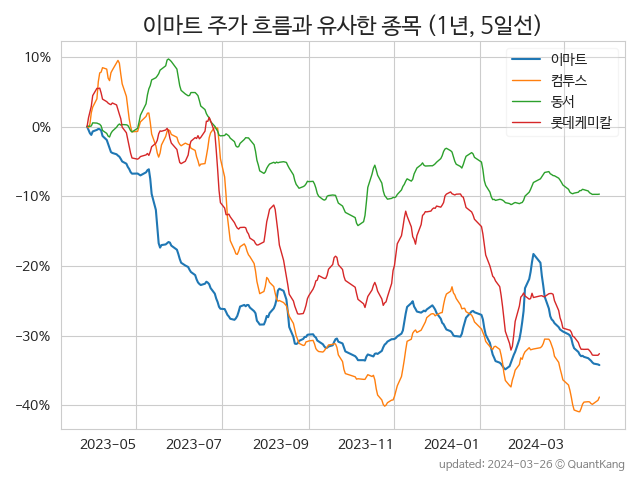 이마트 주가 흐름과 유사한 종목 (1년, 5일선)
이마트
컴투스
동서
롯데케미칼
10%
0%
−10%
−20%
−30%
−40%
2023-05 2023-07 2023-09 2023-11 2024-01 2024-03
updated: 2024-03-26 © QuantKang